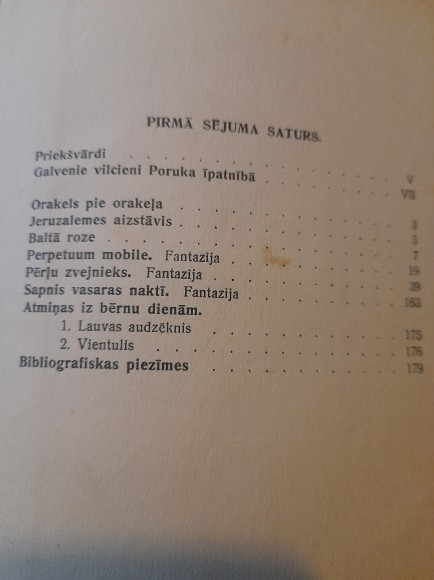 PIRMĀ SĒJUMA SATURS.
Priekšvārdi . . . . . . . . . . . . . . V
Galvenie vilcieni Poruka īpatnībā . . . . . . . VII
Orakels pie orakeļa . . . . . . . . . . . 3
Jeruzalemes aizstāvis . . . . . . . . . . . 5
Baltā roze . . . . . . . . . . . . . . 7
Perpetuum mobile. Fantazija . . . . . . . . 19
Pērļu zvejnieks. Fantazija . . . . . . . . . 39
Sapnis vasaras naktī. Fantazija . . . . . . . 163
Atmiņas iz bērnu dienām.
1. Lauvas audzēknis . . . . . . . . . . 175
2. Vientulis . . . . . . . . . . . . . 176
Bibliografiskas piezīmes . . . . . . . . . . 179